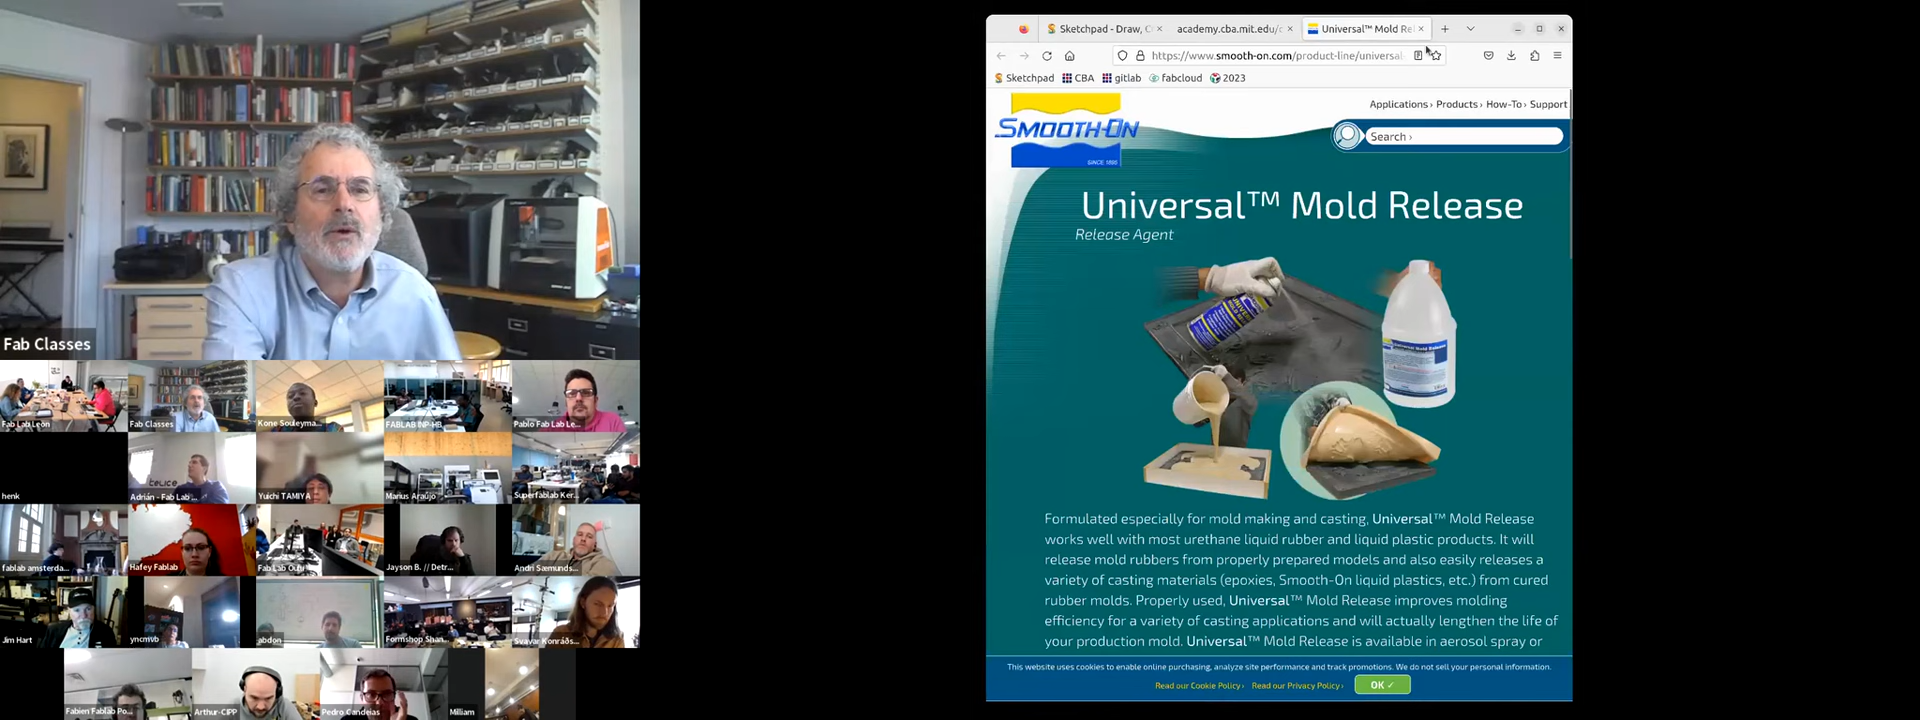 Fab Classes
Fab Lab León
Fab Classes
Kone Souleyma...
FABLAB INP-HB
Pablo Fab Lab Le...
henk
Adrián - Fab Lab ...
Yuichi TAMIYA
Marius Araújo
Superfablab Ker...
fablab amsterda...
Hafey Fablab
Fab Lab Oulu
Jayson B. // Detr...
Andri Sæmunds...
Jim Hart
yncmvb
abdon
Formshop Shan...
Svavar Konráðs...
Fabien Fablab Po...
Arthur-CIPP
Pedro Candeias
Miliam
Sketchpad - Draw, C
academy.cba.mit.edu/c
Universal™ Mold Re
https://www.smooth-on.com/product-line/universal-
Sketchpad CBA gitlab fabcloud 2023
Applications› Products› How-To› Support
SMOOTH-ON
SINCE 1895
Search ›
Universal™ Mold Release
Release Agent
Formulated especially for mold making and casting, Universal™ Mold Release
works well with most urethane liquid rubber and liquid plastic products. It will
release mold rubbers from properly prepared models and also easily releases a
variety of casting materials (epoxies, Smooth-On liquid plastics, etc.) from cured
rubber molds. Properly used, Universal™ Mold Release improves molding
efficiency for a variety of casting applications and will actually lengthen the life of
your production mold. Universal™ Mold Release is available in aerosol spray or
This website uses cookies to enable online purchasing, analyze site performance and track promotions. We do not sell your personal information.
Read our Cookie Policy› Read our Privacy Policy› OK ✓